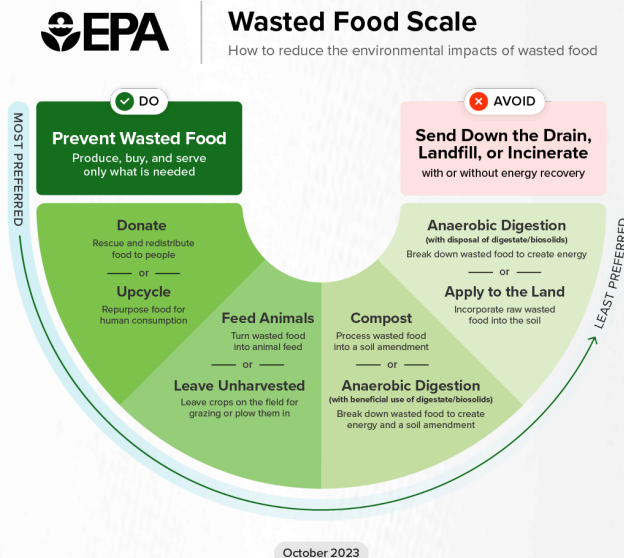 EPA
Wasted Food Scale
How to reduce the environmental impacts of wasted food
DO
Prevent Wasted Food
Produce, buy, and serve
only what is needed
AVOID
Send Down the Drain,
Landfill, or Incinerate
with or without energy recovery
MOST PREFERRED
Donate
Rescue and redistribute
food to people
or
Upcycle
Repurpose food for
human consumption
Feed Animals
Turn wasted food
into animal feed
or
Leave Unharvested
Leave crops on the field for
grazing or plow them in
Compost
Process wasted food
into a soil amendment
or
Anaerobic Digestion
(with beneficial use of digestate/biosolids)
Break down wasted food to create
energy and a soil amendment
Anaerobic Digestion
(with disposal of digestate/biosolids)
Break down wasted food to create energy
or
Apply to the Land
Incorporate raw wasted
food into the soil
LEAST PREFERRED
October 2023